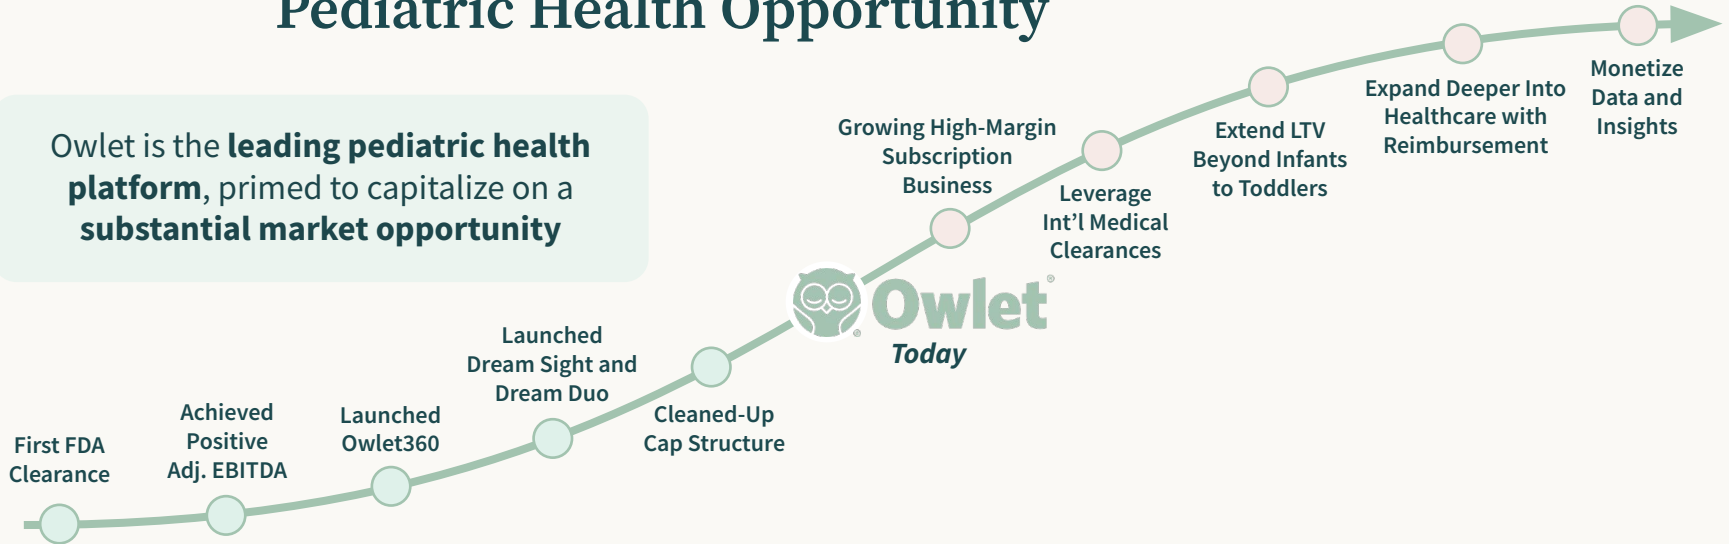 Pediatric Health Opportunity
Owlet is the leading pediatric health
platform, primed to capitalize on a
substantial market opportunity
First FDA
Clearance
Achieved
Positive
Adj. EBITDA
Launched
Owlet360
Launched
Dream Sight and
Dream Duo
Cleaned-Up
Cap Structure
Owlet®
Today
Growing High-Margin
Subscription
Business
Leverage
Int’l Medical
Clearances
Extend LTV
Beyond Infants
to Toddlers
Expand Deeper Into
Healthcare with
Reimbursement
Monetize
Data and
Insights